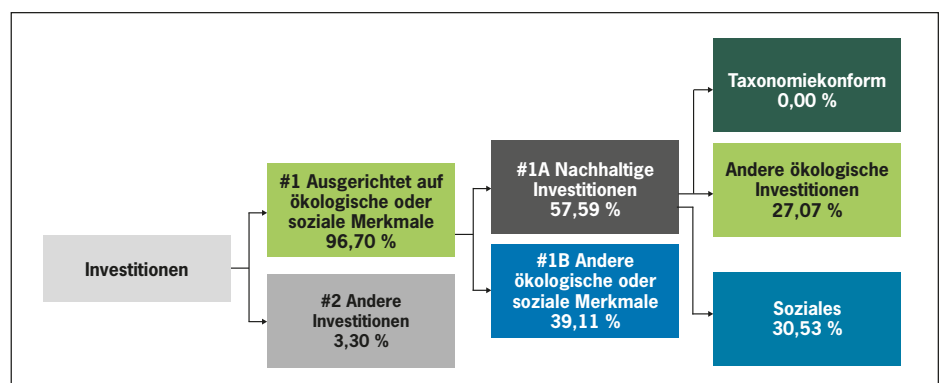 Investitionen
#1 Ausgerichtet auf
ökologische oder
soziale Merkmale
96,70 %
#2 Andere
Investitionen
3,30 %
#1A Nachhaltige
Investitionen
57,59 %
#1B Andere
ökologische oder
soziale Merkmale
39,11 %
Taxonomiekonform
0,00 %
Andere ökologische
Investitionen
27,07 %
Soziales
30,53 %